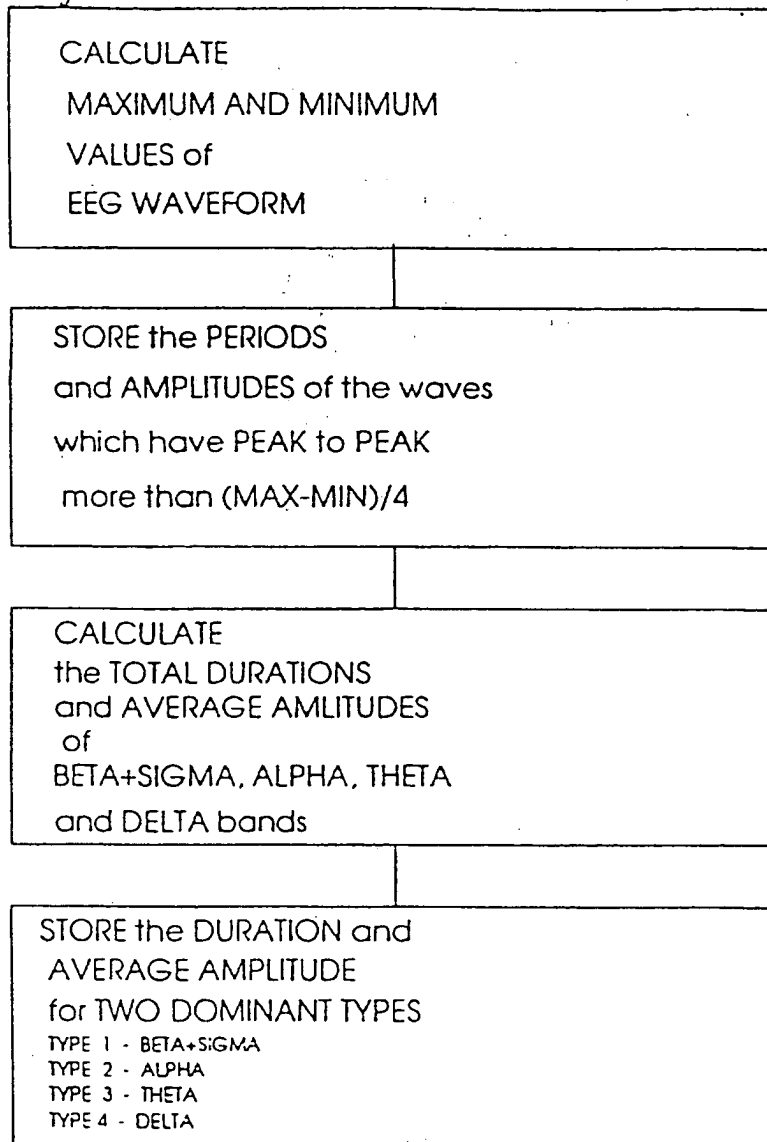 CALCULATE
MAXIMUM AND MINIMUM
VALUES of
EEG WAVEFORM
STORE the PERIODS
and AMPLITUDES of the waves
which have PEAK to PEAK
more than (MAX-MIN)/4
CALCULATE
the TOTAL DURATIONS
and AVERAGE AMLITUDES
of
BETA+SIGMA, ALPHA, THETA
and DELTA bands
STORE the DURATION and
AVERAGE AMPLITUDE
for TWO DOMINANT TYPES
TYPE 1 - BETA+SIGMA
TYPE 2 - ALPHA
TYPE 3 - THETA
TYPE 4 - DELTA